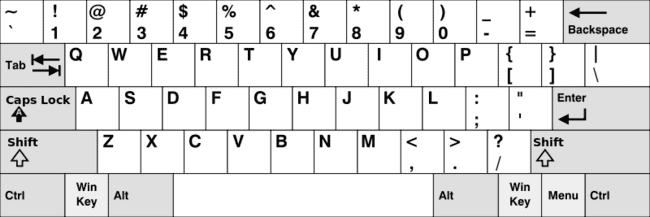 ~ ! @ # $ % ^ & * ( ) _ +
` 1 2 3 4 5 6 7 8 9 0 - = Backspace
Tab Q W E R T Y U I O P { } |
[ ] \
Caps Lock A S D F G H J K L : " Enter
A ; '
Shift Z X C V B N M < > ? Shift
, . /
Ctrl Win Alt Alt Win Menu Ctrl
Key Key